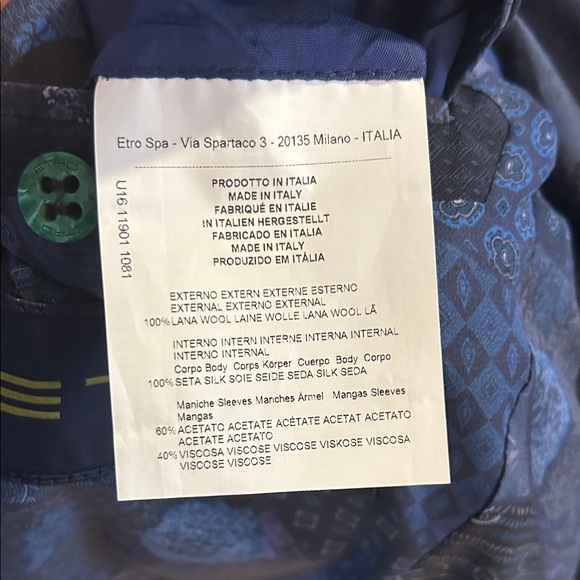 Etro Spa - Via Spartaco 3 - 20135 Milano - ITALIA
PRODOTTO IN ITALIA
MADE IN ITALY
FABRIQUÉ EN ITALIE
IN ITALIEN HERGESTELLT
FABRICADO EN ITALIA
MADE IN ITALY
PRODUZIDO EM ITÁLIA
U16 11901 1081
EXTERNO EXTERN EXTERNE ESTERNO
EXTERNAL EXTERNO EXTERNAL
100% LANA WOOL LAINE WOLLE LANA WOOL LÃ
INTERNO INTERN INTERNE INTERNA INTERNAL
INTERNO INTERNAL
Corpo Body Corps Körper Cuerpo Body Corpo
100% SETA SILK SOIE SEIDE SEDA SILK SEDA
Maniche Sleeves Manches Ärmel Mangas Sleeves
Mangas
60% ACETATO ACETATE ACÉTATE ACETAT ACETATO
ACETATE ACETATO
40% VISCOSA VISCOSE VISCOSE VISKOSE VISCOSA
VISCOSE VISCOSE
ETRO
ETRO